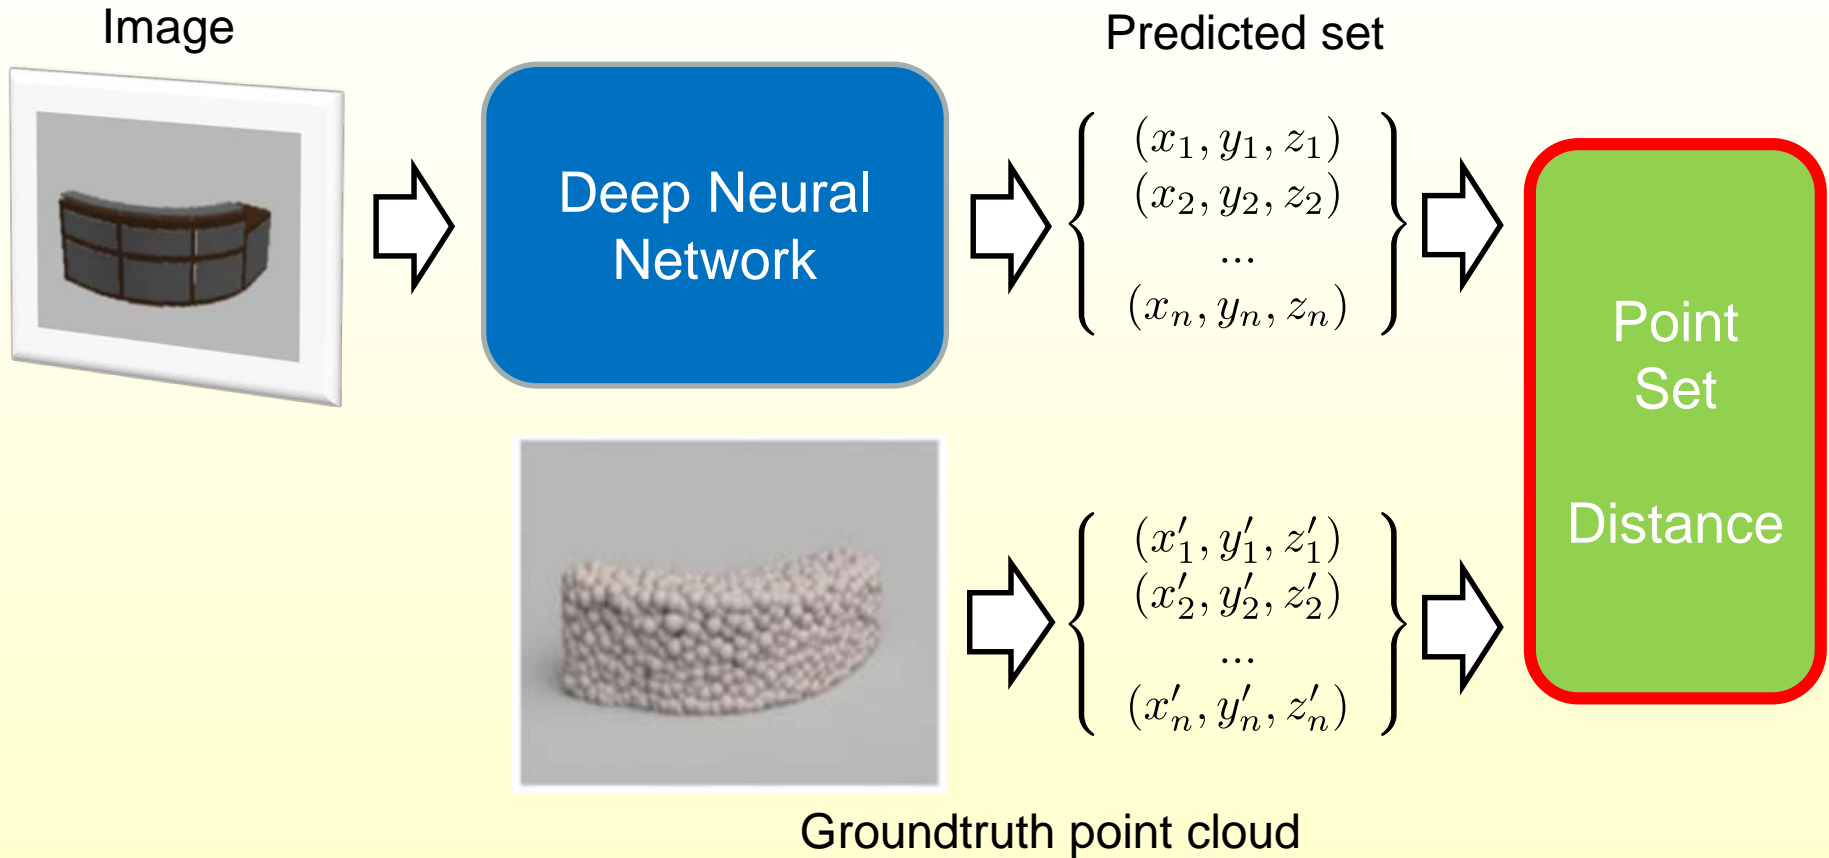 Image
Predicted set
Deep Neural
Network
(x₁, y₁, z₁)
(x₂, y₂, z₂)
...
(xₙ, yₙ, zₙ)
Point
Set
Distance
(x′₁, y′₁, z′₁)
(x′₂, y′₂, z′₂)
...
(x′ₙ, y′ₙ, z′ₙ)
Groundtruth point cloud